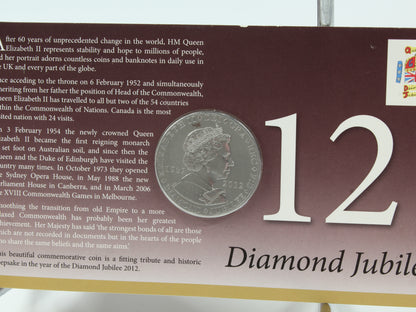 After 60 years of unprecedented change in the world, HM Queen
Elizabeth II represents stability and hope to millions of people,
and her portrait adorns countless coins and banknotes in daily use in
the UK and every part of the globe.
since according to the throne on 6 February 1952 and simultaneously
inheriting from her father the position of Head of the Commonwealth,
Queen Elizabeth II has travelled to all but two of the 54 countries
within the Commonwealth of Nations. Canada is the most
visited nation with 24 visits.
On 3 February 1954 the newly crowned Queen
Elizabeth II became the first reigning monarch
to set foot on Australian soil, and since then the
Queen and the Duke of Edinburgh have visited the
country many times. In October 1973 they opened
the Sydney Opera House, in May 1988 the new
Parliament House in Canberra, and in March 2006
the XVIII Commonwealth Games in Melbourne.
Smoothing the transition from old Empire to a more
relaxed Commonwealth has probably been her greatest
achievement. Her Majesty has said 'the strongest bonds of all are those
which are not recorded in documents but in the hearts of the people
who share the same beliefs and the same aims.'
This beautiful commemorative coin is a fitting tribute and historic
keepsake in the year of the Diamond Jubilee 2012.
2012
12
Diamond Jubile